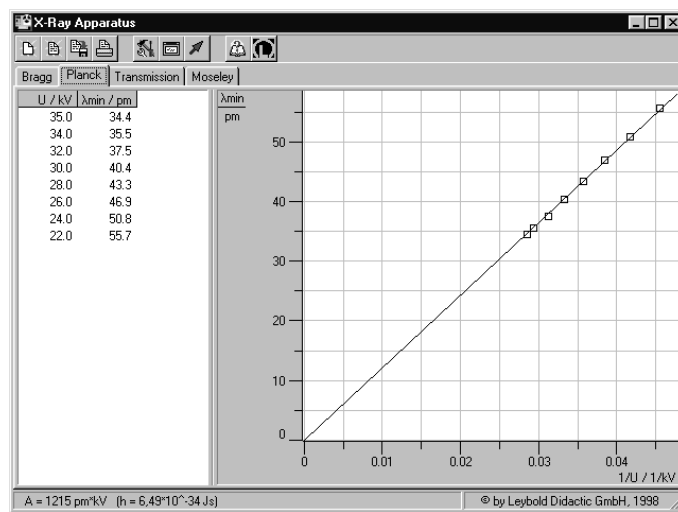 X-Ray Apparatus
Bragg Planck Transmission Moseley
U / kV λmin / pm
35.0 34.4
34.0 35.5
32.0 37.5
30.0 40.4
28.0 43.3
26.0 46.9
24.0 50.8
22.0 55.7
λmin
pm
50
40
30
20
10
0
0 0.01 0.02 0.03 0.04
1/U / 1/kV
A = 1215 pm*kV (h = 6,49*10^-34 Js)
© by Leybold Didactic GmbH, 1998